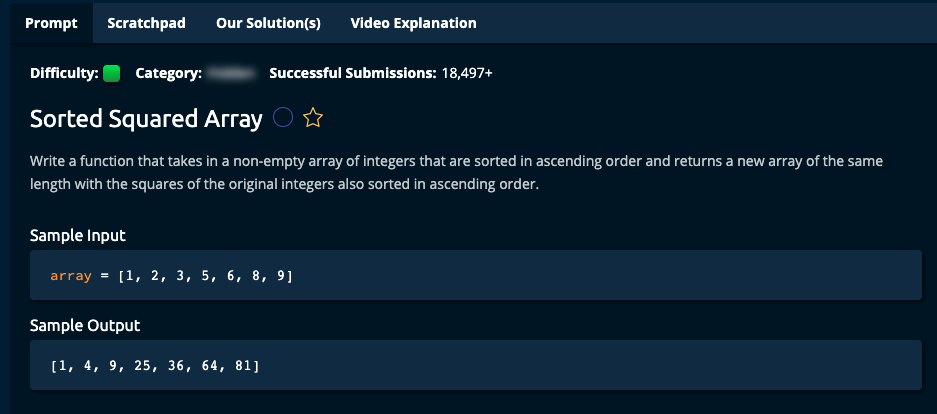 Prompt Scratchpad Our Solution(s) Video Explanation
Difficulty: Category: Successful Submissions: 18,497+
Sorted Squared Array
Write a function that takes in a non-empty array of integers that are sorted in ascending order and returns a new array of the same
length with the squares of the original integers also sorted in ascending order.
Sample Input
array = [1, 2, 3, 5, 6, 8, 9]
Sample Output
[1, 4, 9, 25, 36, 64, 81]